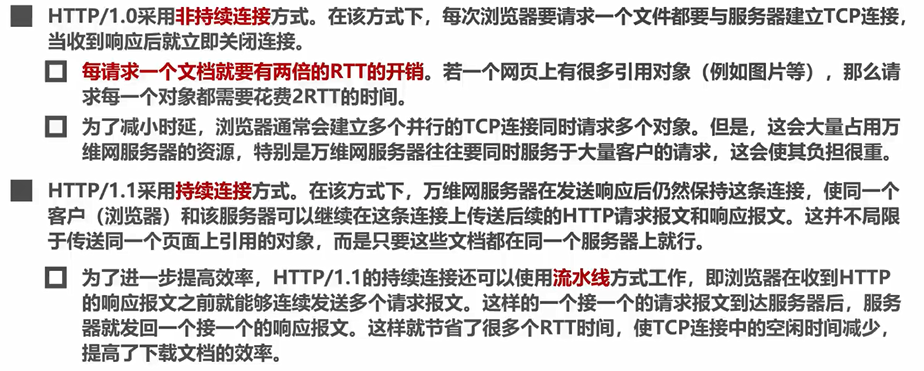 HTTP/1.0采用非持续连接方式。在该方式下，每次浏览器要请求一个文件都要与服务器建立TCP连接，
当收到响应后就立即关闭连接。
每请求一个文档就要有两倍的RTT的开销。若一个网页上有很多引用对象（例如图片等），那么请
求每一个对象都需要花费2RTT的时间。
为了减小时延，浏览器通常会建立多个并行的TCP连接同时请求多个对象。但是，这会大量占用万
维网服务器的资源，特别是万维网服务器往往要同时服务于大量客户的请求，这会使其负担很重。
HTTP/1.1采用持续连接方式。在该方式下，万维网服务器在发送响应后仍然保持这条连接，使同一个
客户（浏览器）和该服务器可以继续在这条连接上传送后续的HTTP请求报文和响应报文。这并不局限
于传送同一个页面上引用的对象，而是只要这些文档都在同一个服务器上就行。
为了进一步提高效率，HTTP/1.1的持续连接还可以使用流水线方式工作，即浏览器在收到HTTP
的响应报文之前就能够连续发送多个请求报文。这样的一个接一个的请求报文到达服务器后，服务
器就发回一个接一个的响应报文。这样就节省了很多个RTT时间，使TCP连接中的空闲时间减少，
提高了下载文档的效率。